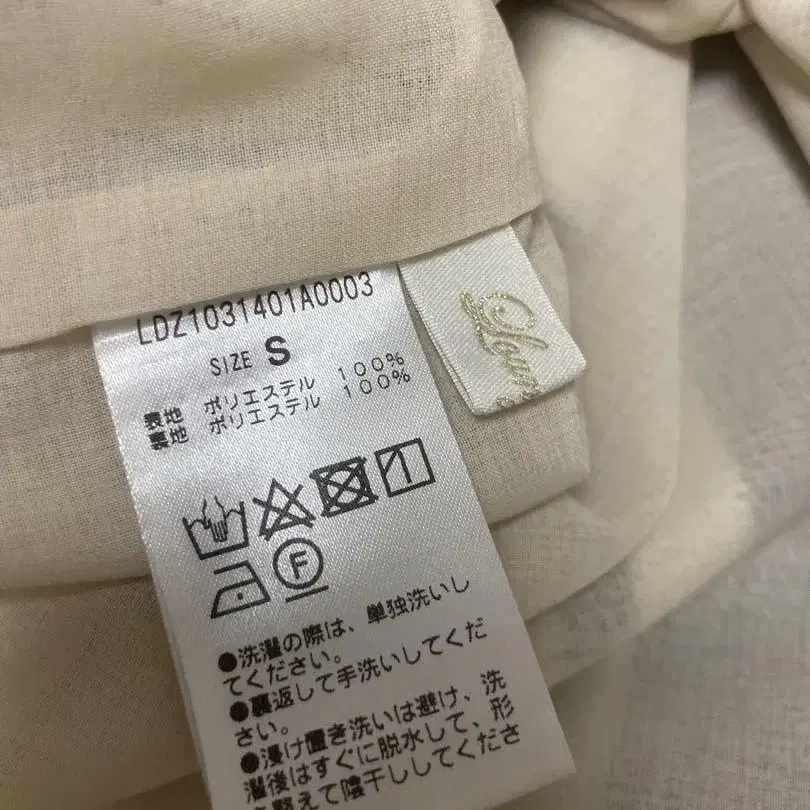 LDZ1031401A0003
SIZE S
表地 ポリエステル 100%
裏地 ポリエステル 100%
F
●洗濯の際は、単独洗いし
てください。
●裏返して手洗いしてくだ
さい。
●浸け置き洗いは避け、洗
濯後はすぐに脱水して、形
を整えて陰干ししてくださ